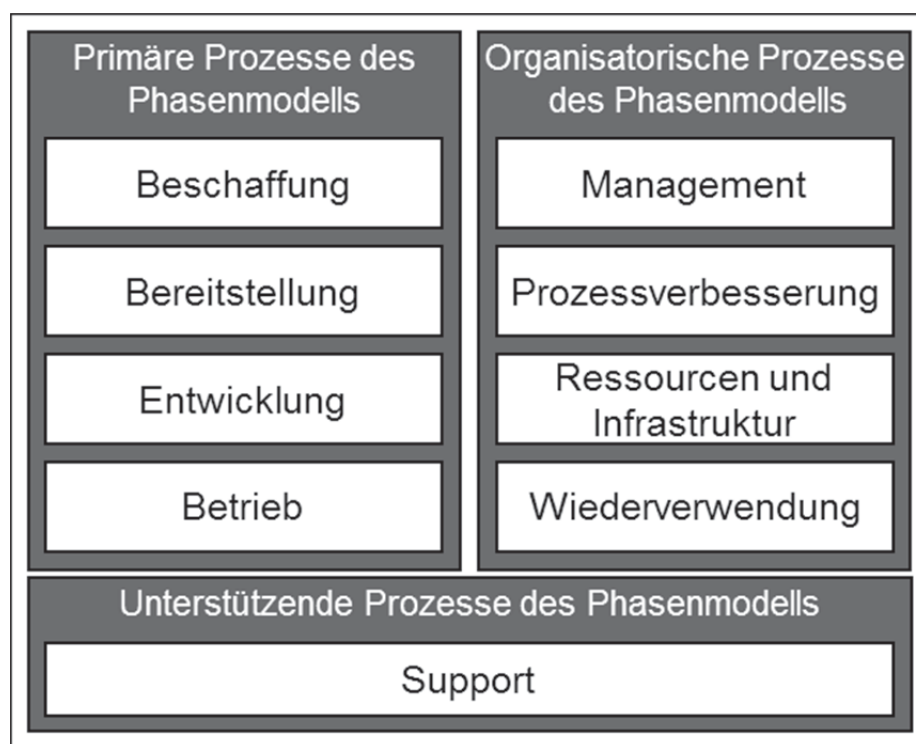 Primäre Prozesse des
Phasenmodells
Beschaffung
Bereitstellung
Entwicklung
Betrieb
Organisatorische Prozesse
des Phasenmodells
Management
Prozessverbesserung
Ressourcen und
Infrastruktur
Wiederverwendung
Unterstützende Prozesse des Phasenmodells
Support